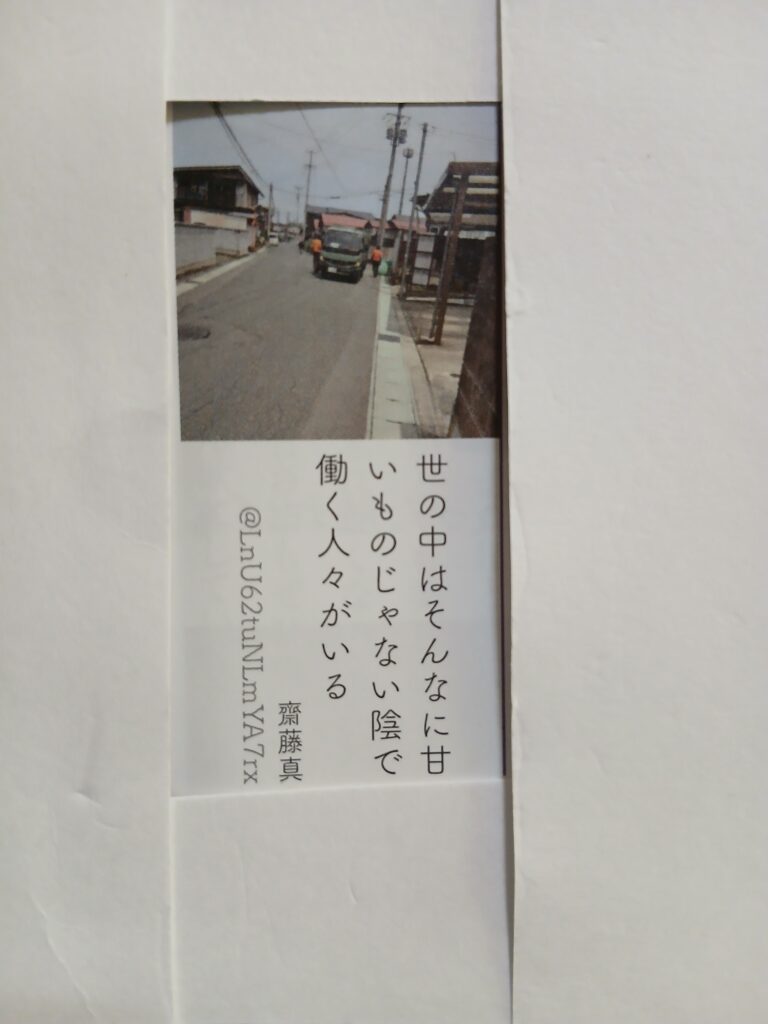 世の中はそんなに甘
いものじゃない陰で
働く人々がいる
齋藤真
@LnU62tuNLmYA7rx